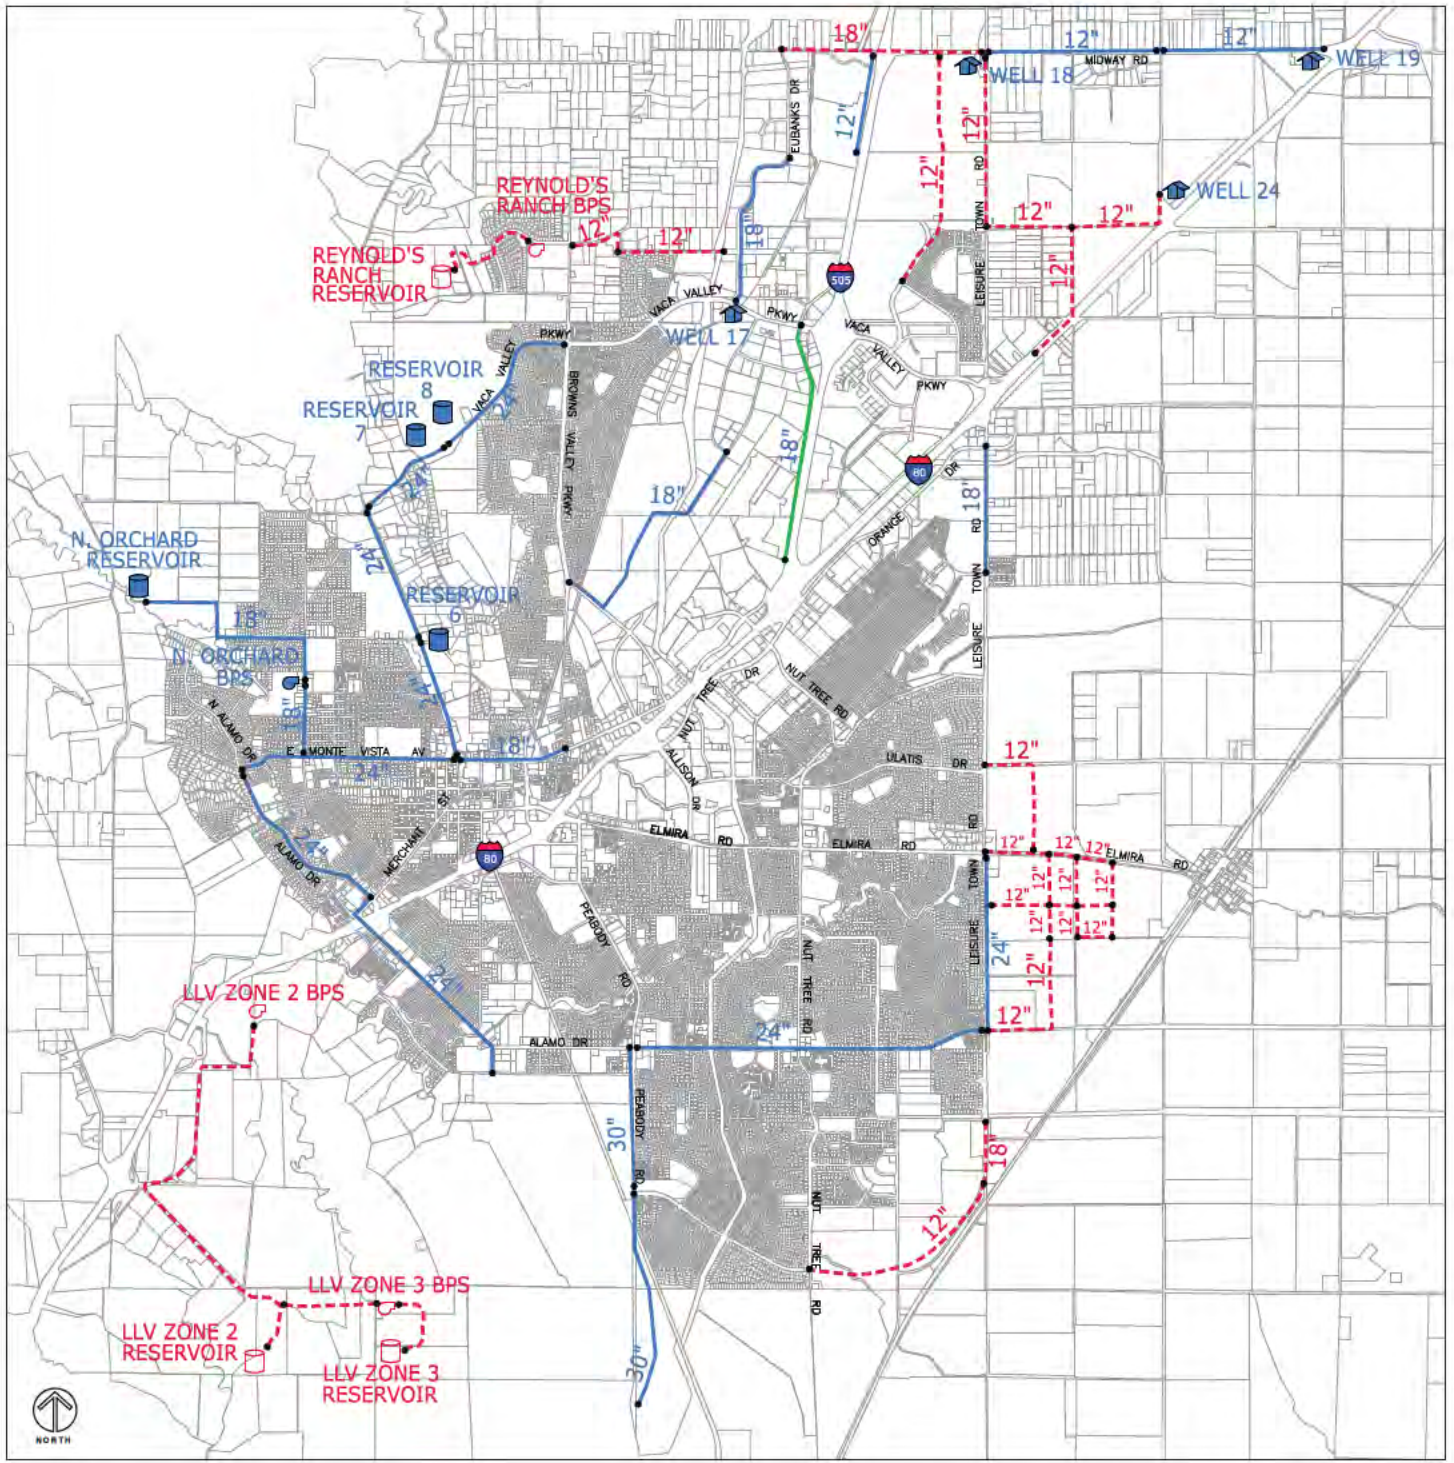 18"
12"
12"
MIDWAY RD
WELL 18
WELL 19
EUBANKS DR
12"
12"
12"
RD
TOWN
LEISURE
WELL 24
12"
12"
12"
REYNOLD'S
RANCH BPS
12"
12"
18"
REYNOLD'S
RANCH
RESERVOIR
505
VACA VALLEY PKWY
WELL 17
VACA VALLEY PKWY
PKWY
VACA VALLEY
24"
RESERVOIR
8
RESERVOIR
7
24"
BROWNS VALLEY PKWY
18"
18"
80
ORANGE DR
18"
RD
TOWN
LEISURE
N. ORCHARD
RESERVOIR
24"
RESERVOIR
6
18"
N. ORCHARD
BPS
18"
24"
N ALAMO DR
E MONTE VISTA AV
24"
18"
NUT TREE DR
NUT TREE RD
ALLISON DR
ULATIS DR
12"
MERCHANT ST
80
ELMIRA RD
ELMIRA RD
RD
TOWN
LEISURE
12"
12"
12"
ELMIRA RD
12"
12"
12"
12"
12"
12"
12"
12"
24"
12"
24"
ALAMO DR
PEABODY RD
NUT TREE RD
24"
LLV ZONE 2 BPS
ALAMO DR
24"
30"
PEABODY RD
18"
12"
NUT TREE RD
LLV ZONE 3 BPS
LLV ZONE 2
RESERVOIR
LLV ZONE 3
RESERVOIR
30"
NORTH